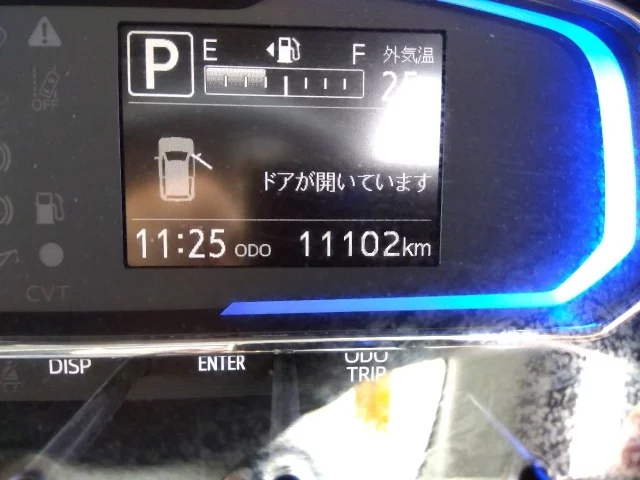 P E F 外気温
OFF
ドアが開いています
11:25 ODO 11102km
CVT
DISP ENTER ODO
TRIP